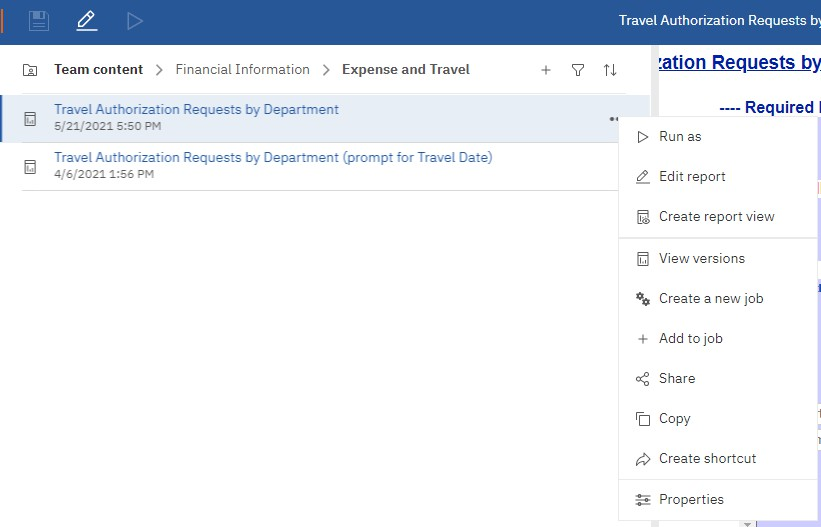 Travel Authorization Requests by
Team content > Financial Information > Expense and Travel
Requests by
Travel Authorization Requests by Department
5/21/2021 5:50 PM
---- Required
Travel Authorization Requests by Department (prompt for Travel Date)
4/6/2021 1:56 PM
Run as
Edit report
Create report view
View versions
Create a new job
Add to job
Share
Copy
Create shortcut
Properties